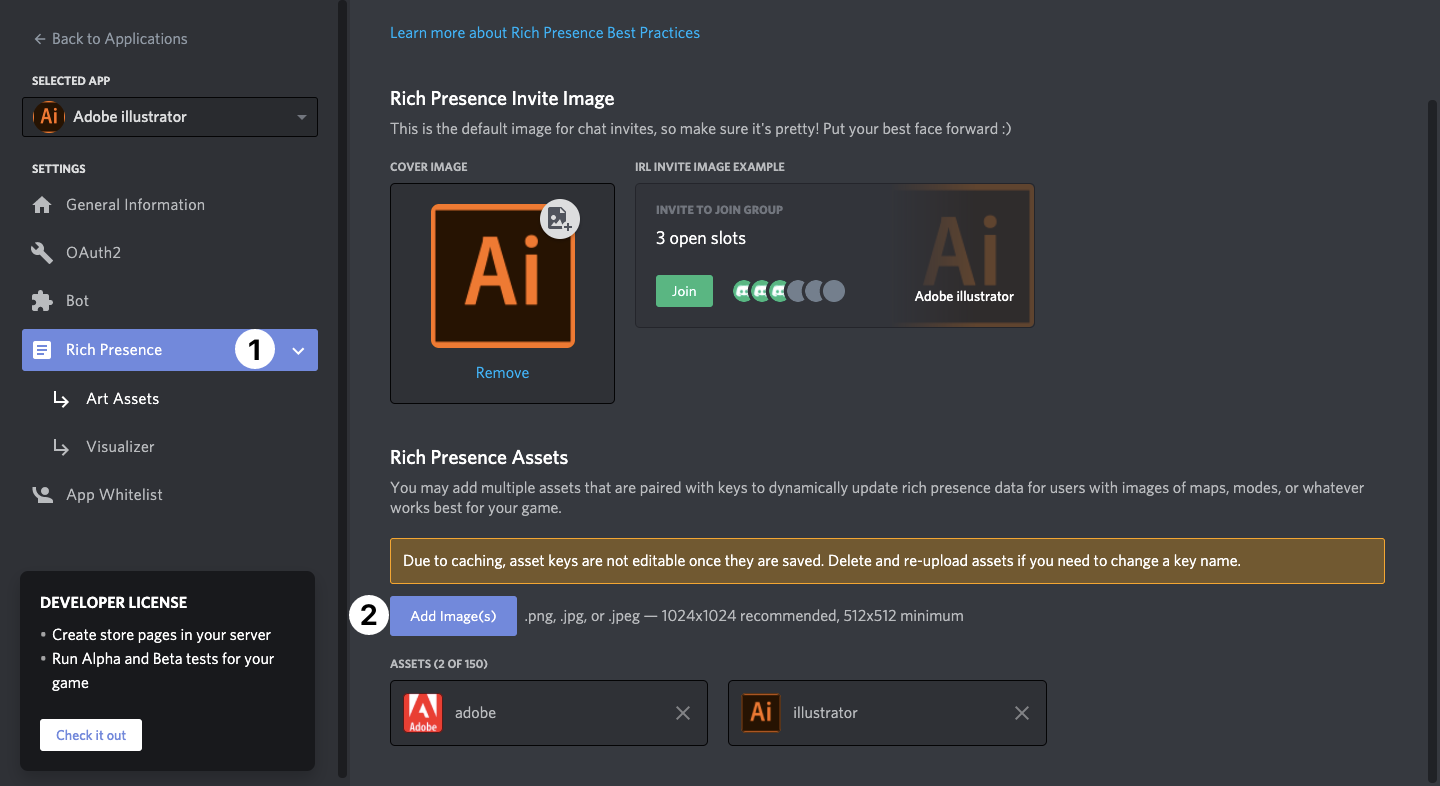 Back to Applications
SELECTED APP
Ai Adobe illustrator
SETTINGS
General Information
OAuth2
Bot
Rich Presence 1
Art Assets
Visualizer
App Whitelist
DEVELOPER LICENSE
• Create store pages in your server
• Run Alpha and Beta tests for your
game
Check it out
Learn more about Rich Presence Best Practices
Rich Presence Invite Image
This is the default image for chat invites, so make sure it's pretty! Put your best face forward :)
COVER IMAGE
Ai
Remove
IRL INVITE IMAGE EXAMPLE
INVITE TO JOIN GROUP
3 open slots
Join
Ai
Adobe illustrator
Rich Presence Assets
You may add multiple assets that are paired with keys to dynamically update rich presence data for users with images of maps, modes, or whatever
works best for your game.
Due to caching, asset keys are not editable once they are saved. Delete and re-upload assets if you need to change a key name.
2 Add Image(s) .png, .jpg, or .jpeg — 1024x1024 recommended, 512x512 minimum
ASSETS (2 OF 150)
Adobe adobe
Ai illustrator